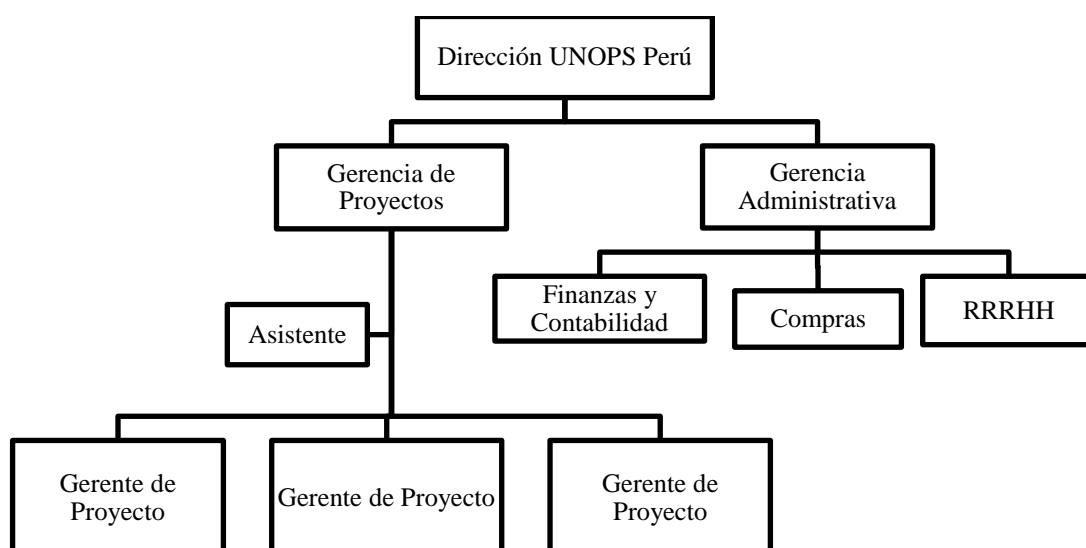 Dirección UNOPS Perú
Gerencia de
Proyectos
Gerencia
Administrativa
Finanzas y
Contabilidad
Compras
RRRHH
Asistente
Gerente de
Proyecto
Gerente de Proyecto
Gerente de
Proyecto